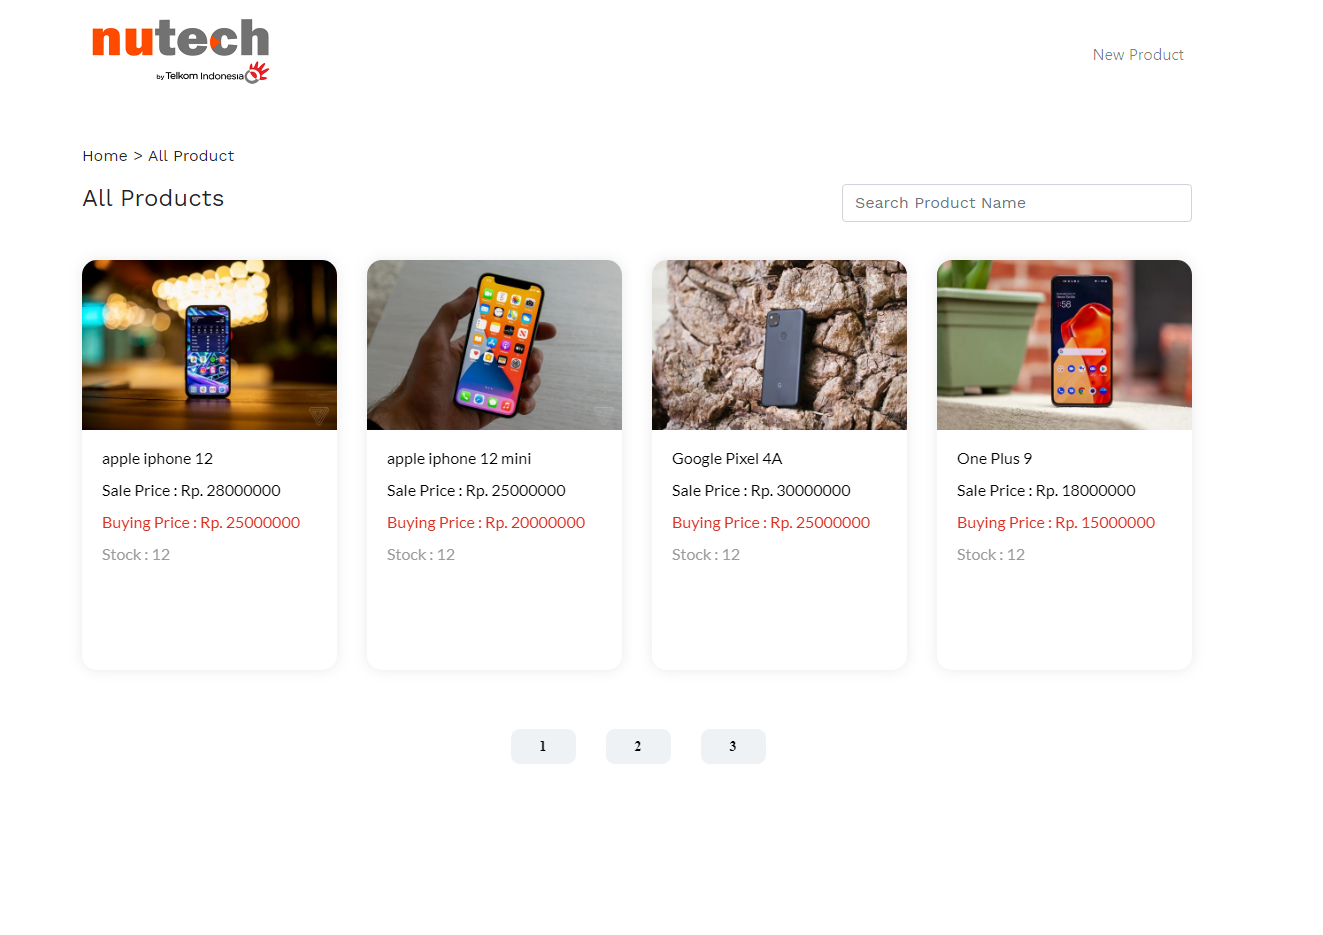 nutech
by Telkom Indonesia
New Product
Home > All Product
All Products
Search Product Name
apple iphone 12
Sale Price : Rp. 28000000
Buying Price : Rp. 25000000
Stock : 12
apple iphone 12 mini
Sale Price : Rp. 25000000
Buying Price : Rp. 20000000
Stock : 12
Google Pixel 4A
Sale Price : Rp. 30000000
Buying Price : Rp. 25000000
Stock : 12
One Plus 9
Sale Price : Rp. 18000000
Buying Price : Rp. 15000000
Stock : 12
1 2 3